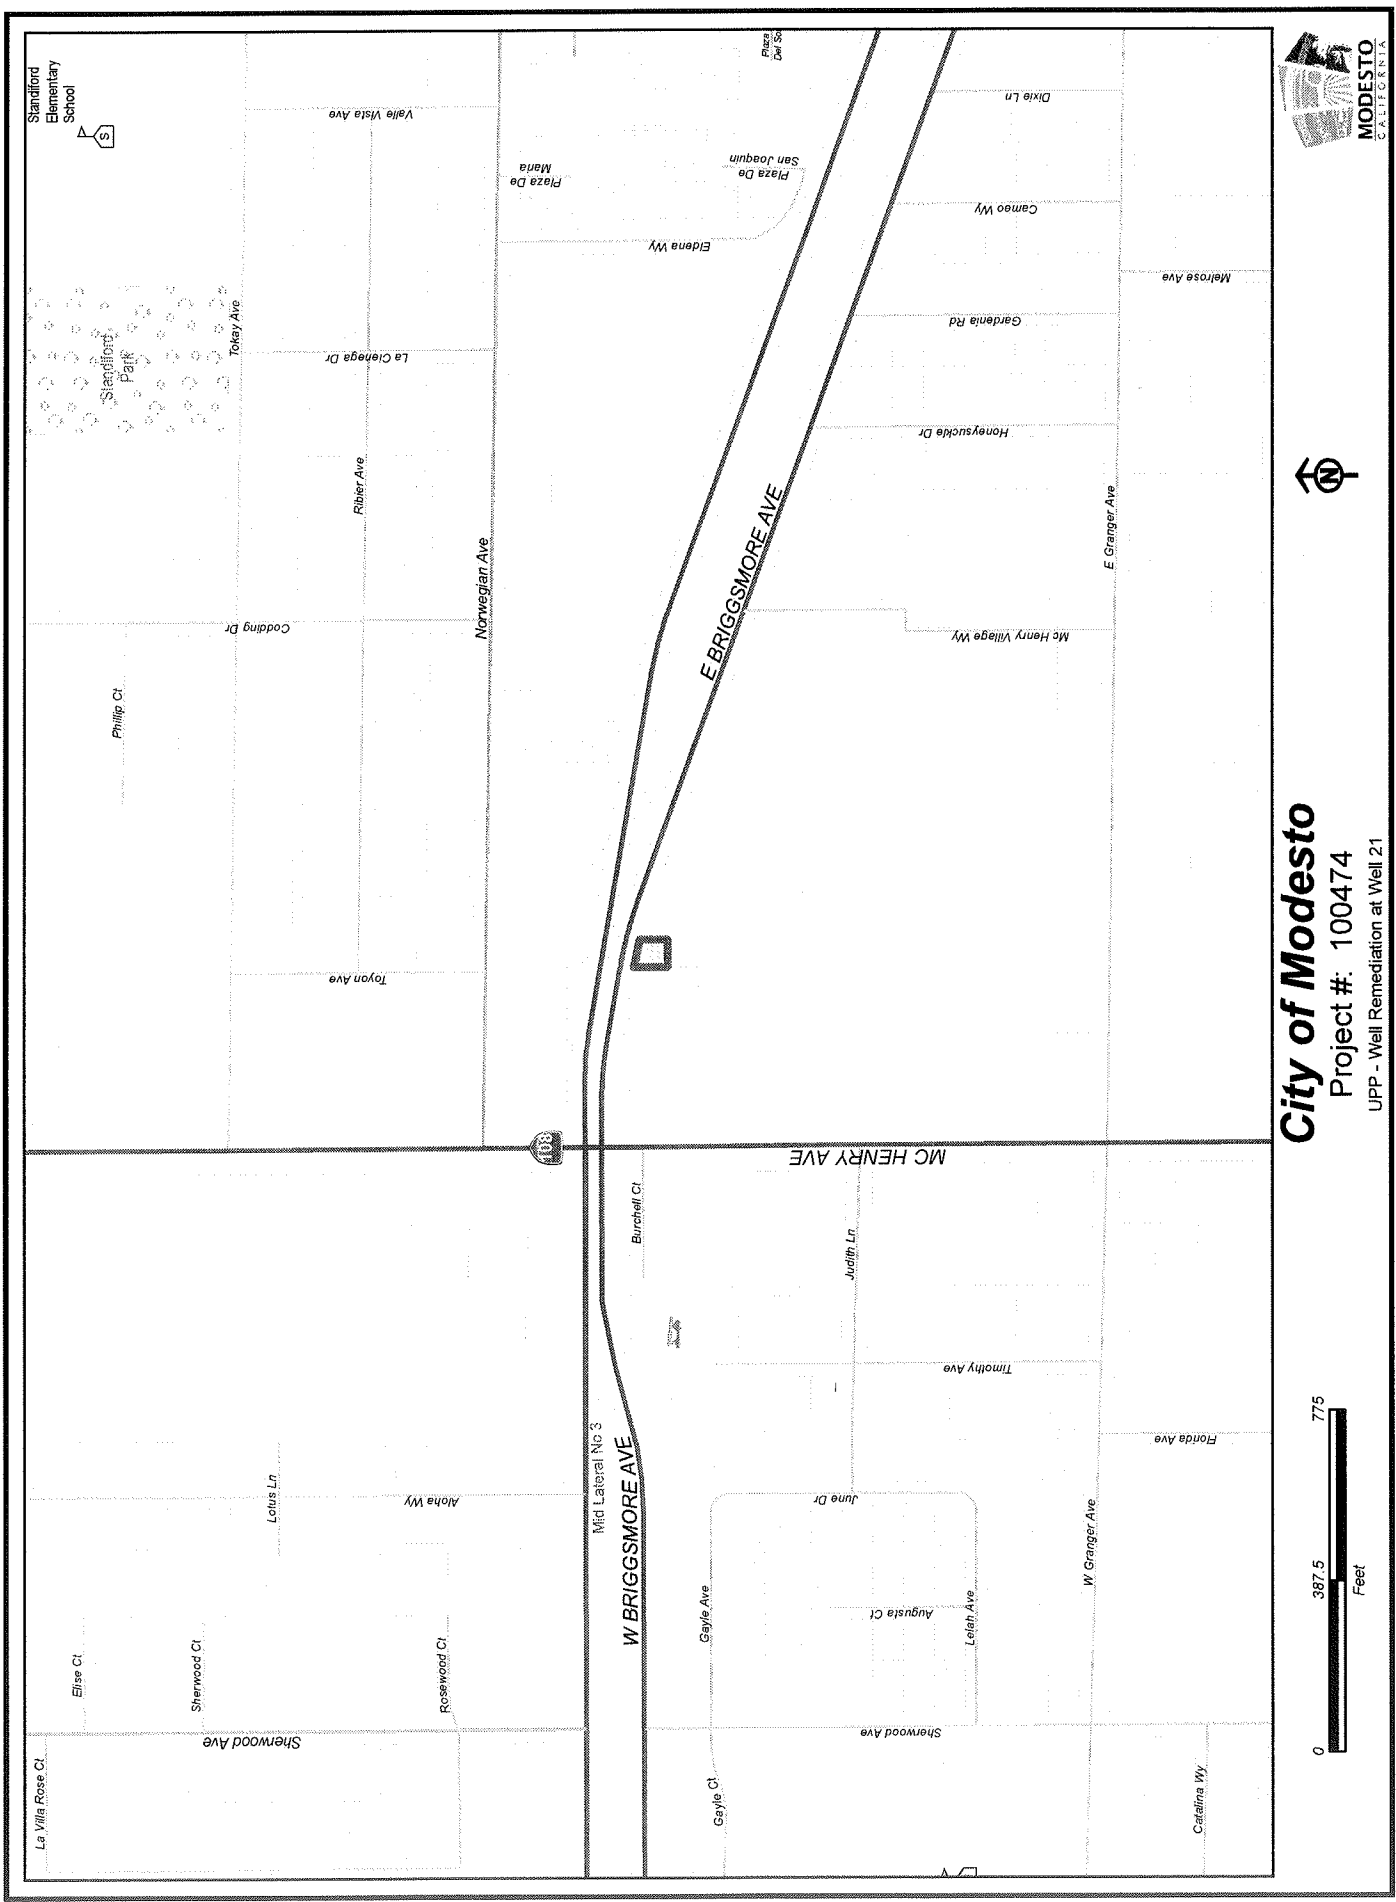 Standiford
Elementary
School
S
La Villa Rose Ct
Elise Ct
Sherwood Ct
Rosewood Ct
Sherwood Ave
Lotus Ln
Aloha Wy
Phillip Ct
Codding Dr
Standiford
Park
Tokay Ave
Valle Vista Ave
La Cienega Dr
Ribier Ave
Toyon Ave
Norwegian Ave
Plaza De
Maria
Eldena Wy
Plaza De
San Joaquin
Plaza
Del So
108
Mid Lateral No 3
W BRIGGSMORE AVE
E BRIGGSMORE AVE
Burchell Ct
MC HENRY AVE
Judith Ln
Timothy Ave
June Dr
Gayle Ave
Augusta Ct
Lelah Ave
Sherwood Ave
Gayle Ct
W Granger Ave
Florida Ave
Catalina Wy
Mc Henry Village Wy
Honeysuckle Dr
Gardenia Rd
Cameo Wy
Dixie Ln
E Granger Ave
Melrose Ave
0
387.5
775
Feet
City of Modesto
Project #: 100474
UPP - Well Remediation at Well 21
N
MODESTO
CALIFORNIA